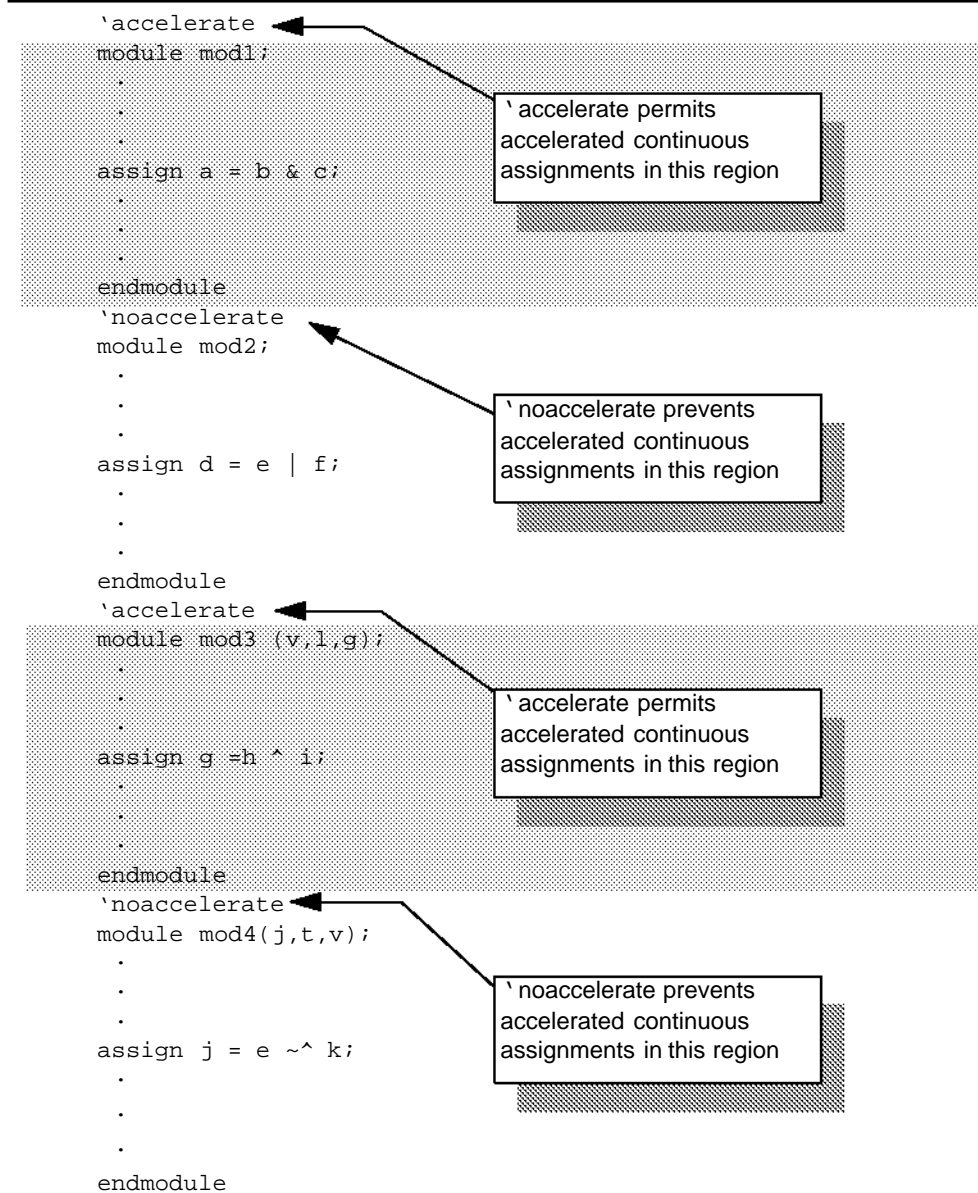 ‵accelerate
module mod1;
.
.
.
‵accelerate permits
accelerated continuous
assignments in this region
assign a = b & c;
.
.
.
endmodule
‵noaccelerate
module mod2;
.
.
.
‵noaccelerate prevents
accelerated continuous
assignments in this region
assign d = e | f;
.
.
.
endmodule
‵accelerate
module mod3 (v,l,g);
.
.
.
‵accelerate permits
accelerated continuous
assignments in this region
assign g =h ^ i;
.
.
.
endmodule
‵noaccelerate
module mod4(j,t,v);
.
.
.
‵noaccelerate prevents
accelerated continuous
assignments in this region
assign j = e ~^ k;
.
.
.
endmodule